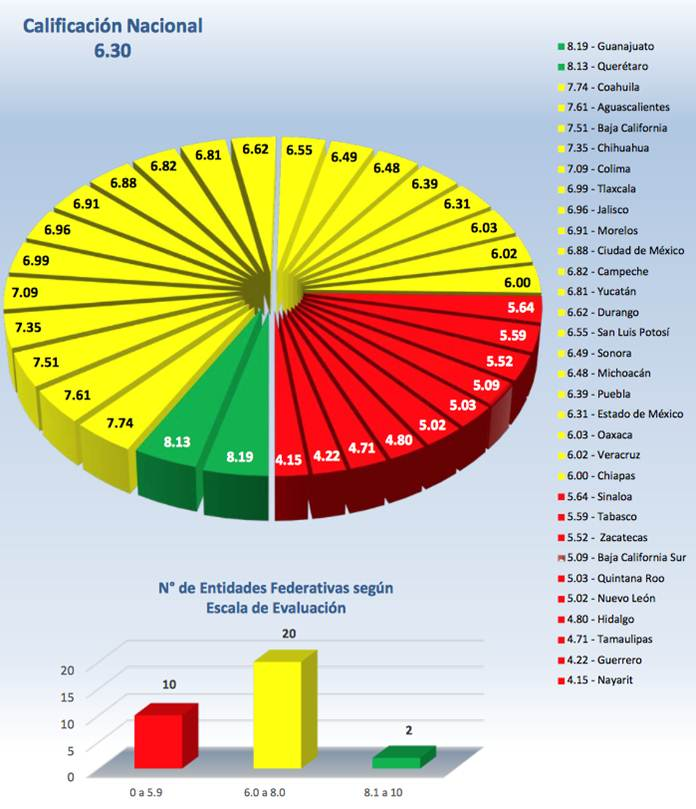 Calificación Nacional
6.30
8.19 - Guanajuato
8.13 - Querétaro
7.74 - Coahuila
7.61 - Aguascalientes
7.51 - Baja California
7.35 - Chihuahua
7.09 - Colima
6.99 - Tlaxcala
6.96 - Jalisco
6.91 - Morelos
6.88 - Ciudad de México
6.82 - Campeche
6.81 - Yucatán
6.62 - Durango
6.55 - San Luis Potosí
6.49 - Sonora
6.48 - Michoacán
6.39 - Puebla
6.31 - Estado de México
6.03 - Oaxaca
6.02 - Veracruz
6.00 - Chiapas
5.64 - Sinaloa
5.59 - Tabasco
5.52 - Zacatecas
5.09 - Baja California Sur
5.03 - Quintana Roo
5.02 - Nuevo León
4.80 - Hidalgo
4.71 - Tamaulipas
4.22 - Guerrero
4.15 - Nayarit
6.62
6.55
6.81
6.49
6.82
6.48
6.88
6.39
6.91
6.31
6.96
6.03
6.99
6.02
7.09
6.00
7.35
5.64
7.51
5.59
7.61
5.52
7.74
5.09
8.13
5.03
8.19
5.02
4.15
4.22
4.71
4.80
N° de Entidades Federativas según
Escala de Evaluación
20
10
2
20
15
10
5
0
0 a 5.9
6.0 a 8.0
8.1 a 10